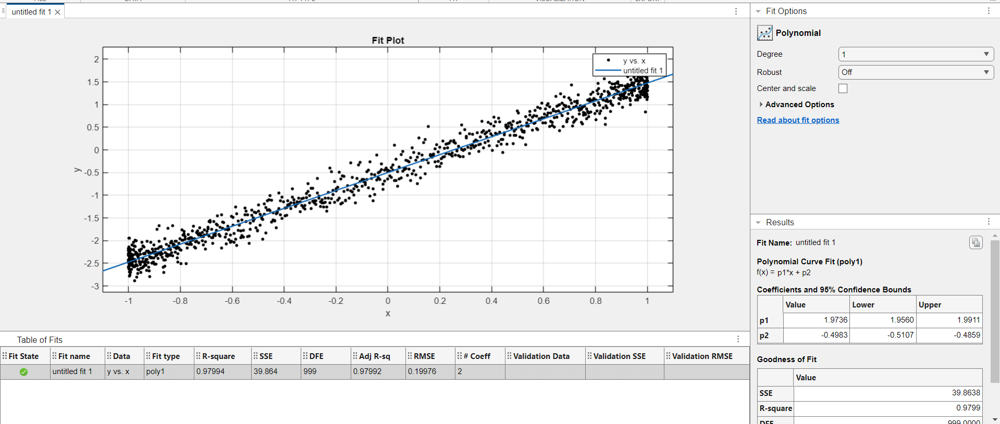 untitled fit 1
Fit Plot
2
1.5
1
0.5
0
-0.5
-1
-1.5
-2
-2.5
-3
y
-1
-0.8
-0.6
-0.4
-0.2
0
0.2
0.4
0.6
0.8
1
x
y vs. x
untitled fit 1
Table of Fits
Fit State Fit name Data Fit type R-square SSE DFE Adj R-sq RMSE # Coeff Validation Data Validation SSE Validation RMSE
untitled fit 1 y vs. x poly1 0.97994 39.864 999 0.97992 0.19976 2
Fit Options
Polynomial
Degree 1
Robust Off
Center and scale
Advanced Options
Read about fit options
Results
Fit Name: untitled fit 1
Polynomial Curve Fit (poly1)
f(x) = p1*x + p2
Coefficients and 95% Confidence Bounds
Value Lower Upper
p1 1.9736 1.9560 1.9911
p2 -0.4983 -0.5107 -0.4859
Goodness of Fit
Value
SSE 39.8638
R-square 0.9799
DFE 999.0000